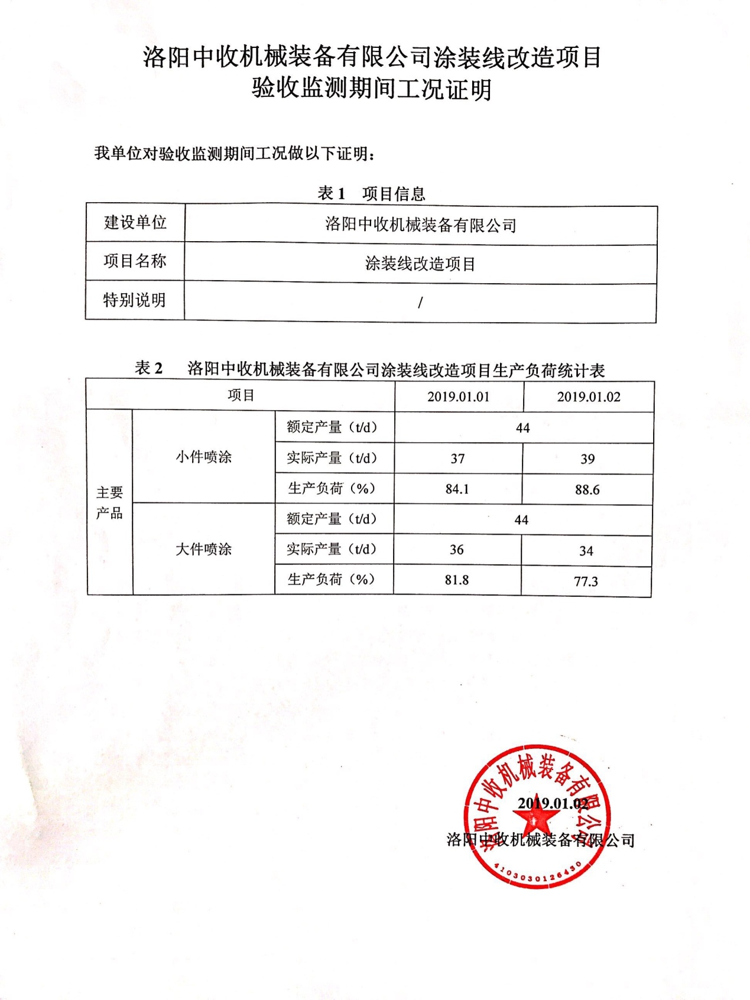 洛阳中收机械装备有限公司涂装线改造项目
验收监测期间工况证明
我单位对验收监测期间工况做以下证明：
表1 项目信息
建设单位 洛阳中收机械装备有限公司
项目名称 涂装线改造项目
特别说明 /
表2 洛阳中收机械装备有限公司涂装线改造项目生产负荷统计表
项目 2019.01.01 2019.01.02
主要产品
小件喷涂
额定产量（t/d） 44
实际产量（t/d） 37 39
生产负荷（%） 84.1 88.6
大件喷涂
额定产量（t/d） 44
实际产量（t/d） 36 34
生产负荷（%） 81.8 77.3
洛阳中收机械装备有限公司
2019.01.02
洛阳中收机械装备有限公司
4103030126430